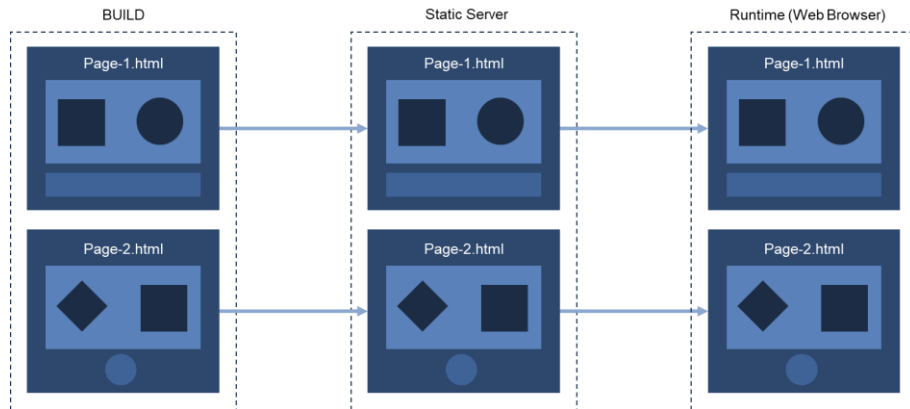 BUILD
Static Server
Runtime (Web Browser)
Page-1.html
Page-1.html
Page-1.html
Page-2.html
Page-2.html
Page-2.html